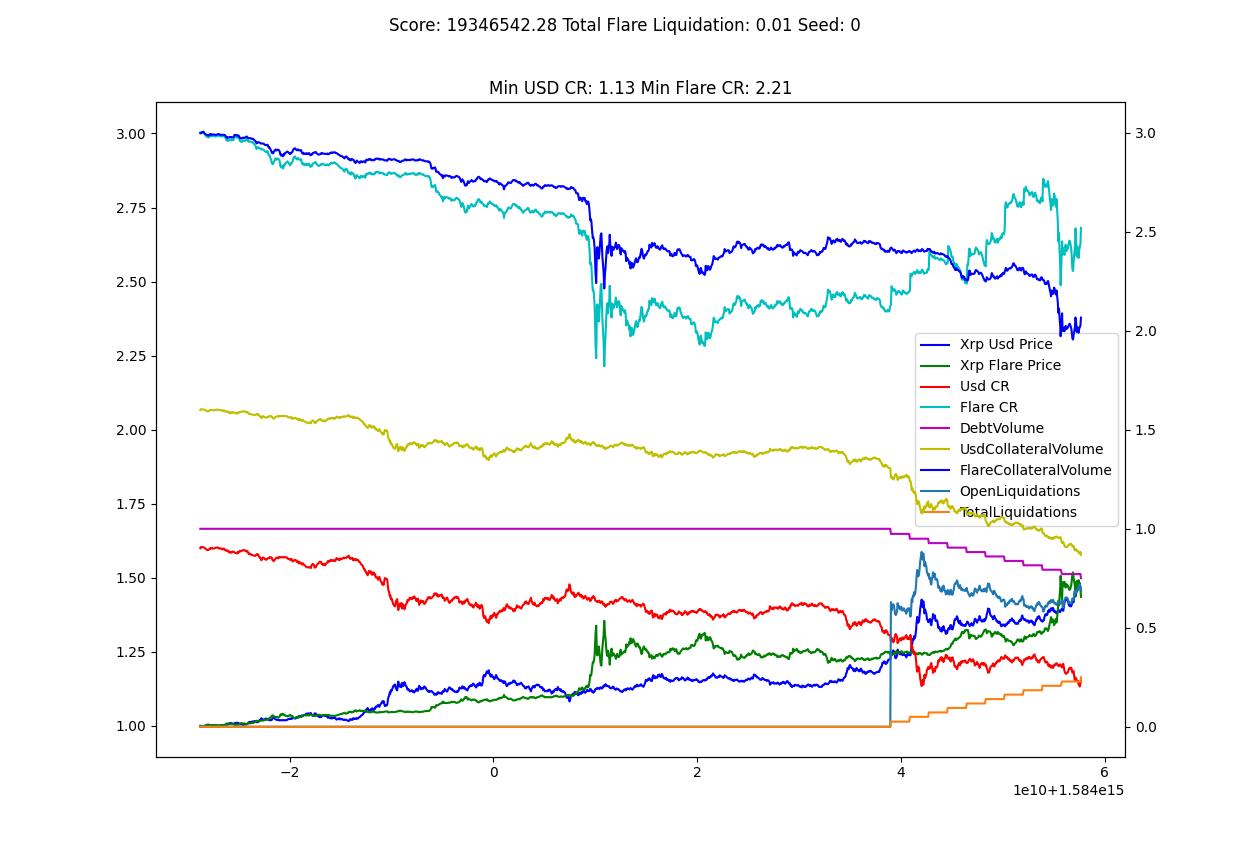 Score: 19346542.28 Total Flare Liquidation: 0.01 Seed: 0
Min USD CR: 1.13 Min Flare CR: 2.21
3.00
2.75
2.50
2.25
2.00
1.75
1.50
1.25
1.00
3.0
2.5
2.0
1.5
1.0
0.5
0.0
Xrp Usd Price
Xrp Flare Price
Usd CR
Flare CR
DebtVolume
UsdCollateralVolume
FlareCollateralVolume
OpenLiquidations
TotalLiquidations
−2 0 2 4 6
1e10+1.584e15